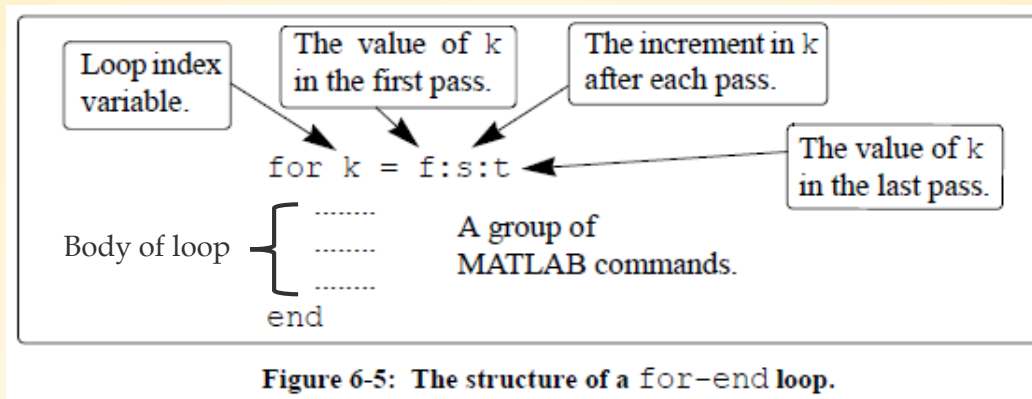 Loop index
variable.
The value of k
in the first pass.
The increment in k
after each pass.
for k = f:s:t
The value of k
in the last pass.
Body of loop
........
........
........
A group of
MATLAB commands.
end
Figure 6-5: The structure of a for-end loop.